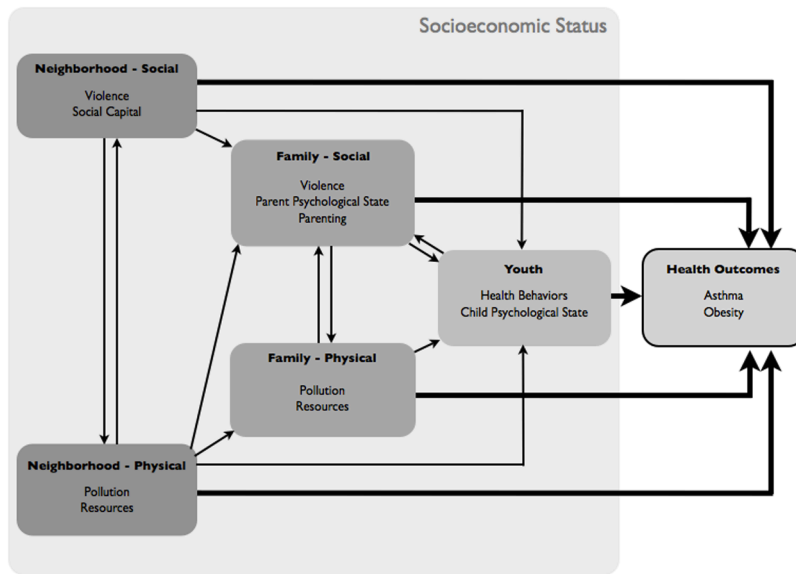 Socioeconomic Status
Neighborhood - Social
Violence
Social Capital
Family - Social
Violence
Parent Psychological State
Parenting
Youth
Health Behaviors
Child Psychological State
Health Outcomes
Asthma
Obesity
Family - Physical
Pollution
Resources
Neighborhood - Physical
Pollution
Resources